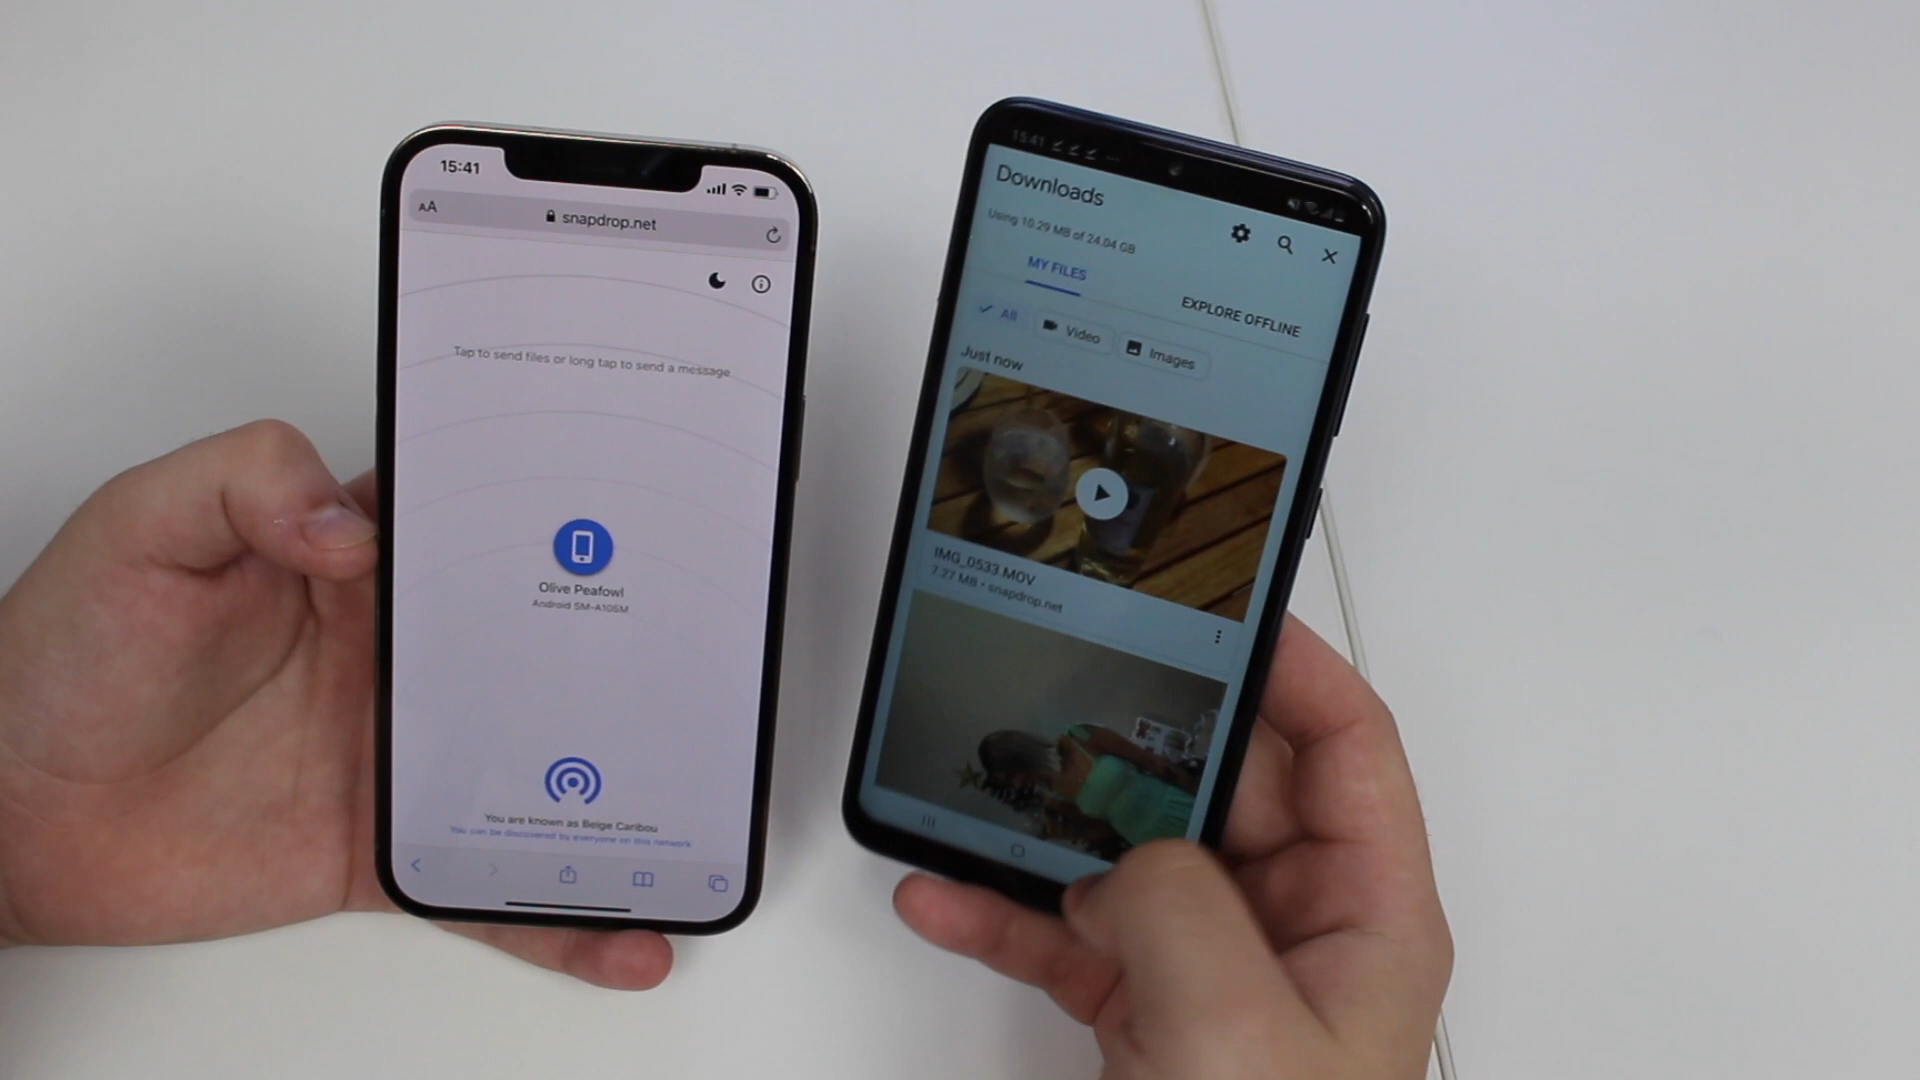 15:41
AA
snapdrop.net
Tap to send files or long tap to send a message
Olive Peafowl
Android SM-A105M
You are known as Beige Caribou
You can be discovered by everyone on this network
15:41
Downloads
Using 10.29 MB of 24.04 GB
MY FILES
EXPLORE OFFLINE
All
Video
Images
Just now
IMG_0533.MOV
7.27 MB • snapdrop.net